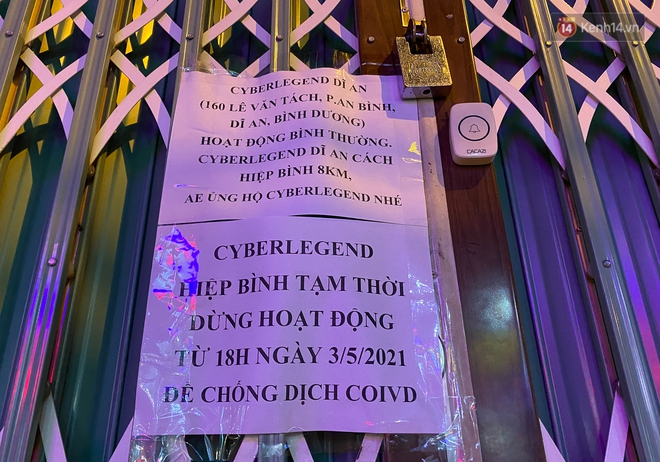 14 Kenh14.vn
CYBERLEGEND DĨ AN
(160 LÊ VĂN TÁCH, P.AN BÌNH,
DĨ AN, BÌNH DƯƠNG)
HOẠT ĐỘNG BÌNH THƯỜNG.
CYBERLEGEND DĨ AN CÁCH
HIỆP BÌNH 8KM,
AE ỦNG HỘ CYBERLEGEND NHÉ
CACAZI
CYBERLEGEND
HIỆP BÌNH TẠM THỜI
DỪNG HOẠT ĐỘNG
TỪ 18H NGÀY 3/5/2021
ĐỂ CHỐNG DỊCH COIVD